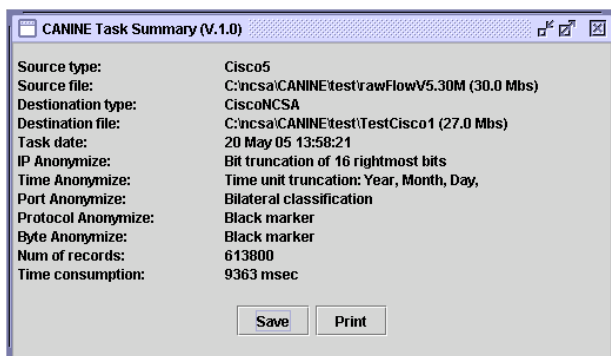 CANINE Task Summary (V.1.0)
Source type: Cisco5
Source file: C:\ncsa\CANINE\test\rawFlowV5.30M (30.0 Mbs)
Destionation type: CiscoNCSA
Destination file: C:\ncsa\CANINE\test\TestCisco1 (27.0 Mbs)
Task date: 20 May 05 13:58:21
IP Anonymize: Bit truncation of 16 rightmost bits
Time Anonymize: Time unit truncation: Year, Month, Day,
Port Anonymize: Bilateral classification
Protocol Anonymize: Black marker
Byte Anonymize: Black marker
Num of records: 613800
Time consumption: 9363 msec
Save Print